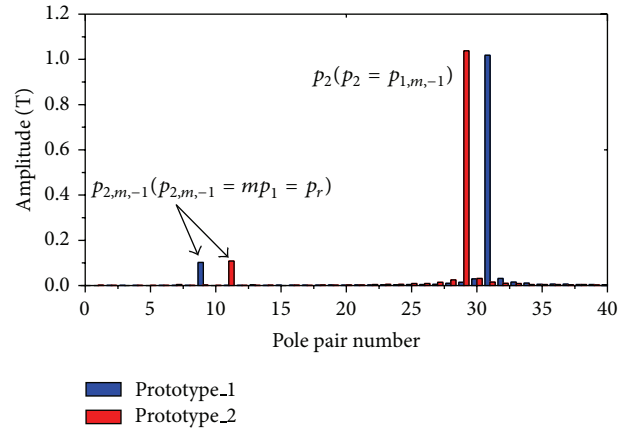 1.2
1.0
0.8
0.6
0.4
0.2
0.0
Amplitude (T)
p₂(p₂ = p₁,ₘ,₋₁)
p₂,ₘ,₋₁(p₂,ₘ,₋₁ = mp₁ = pᵣ)
0 5 10 15 20 25 30 35 40
Pole pair number
Prototype_1
Prototype_2